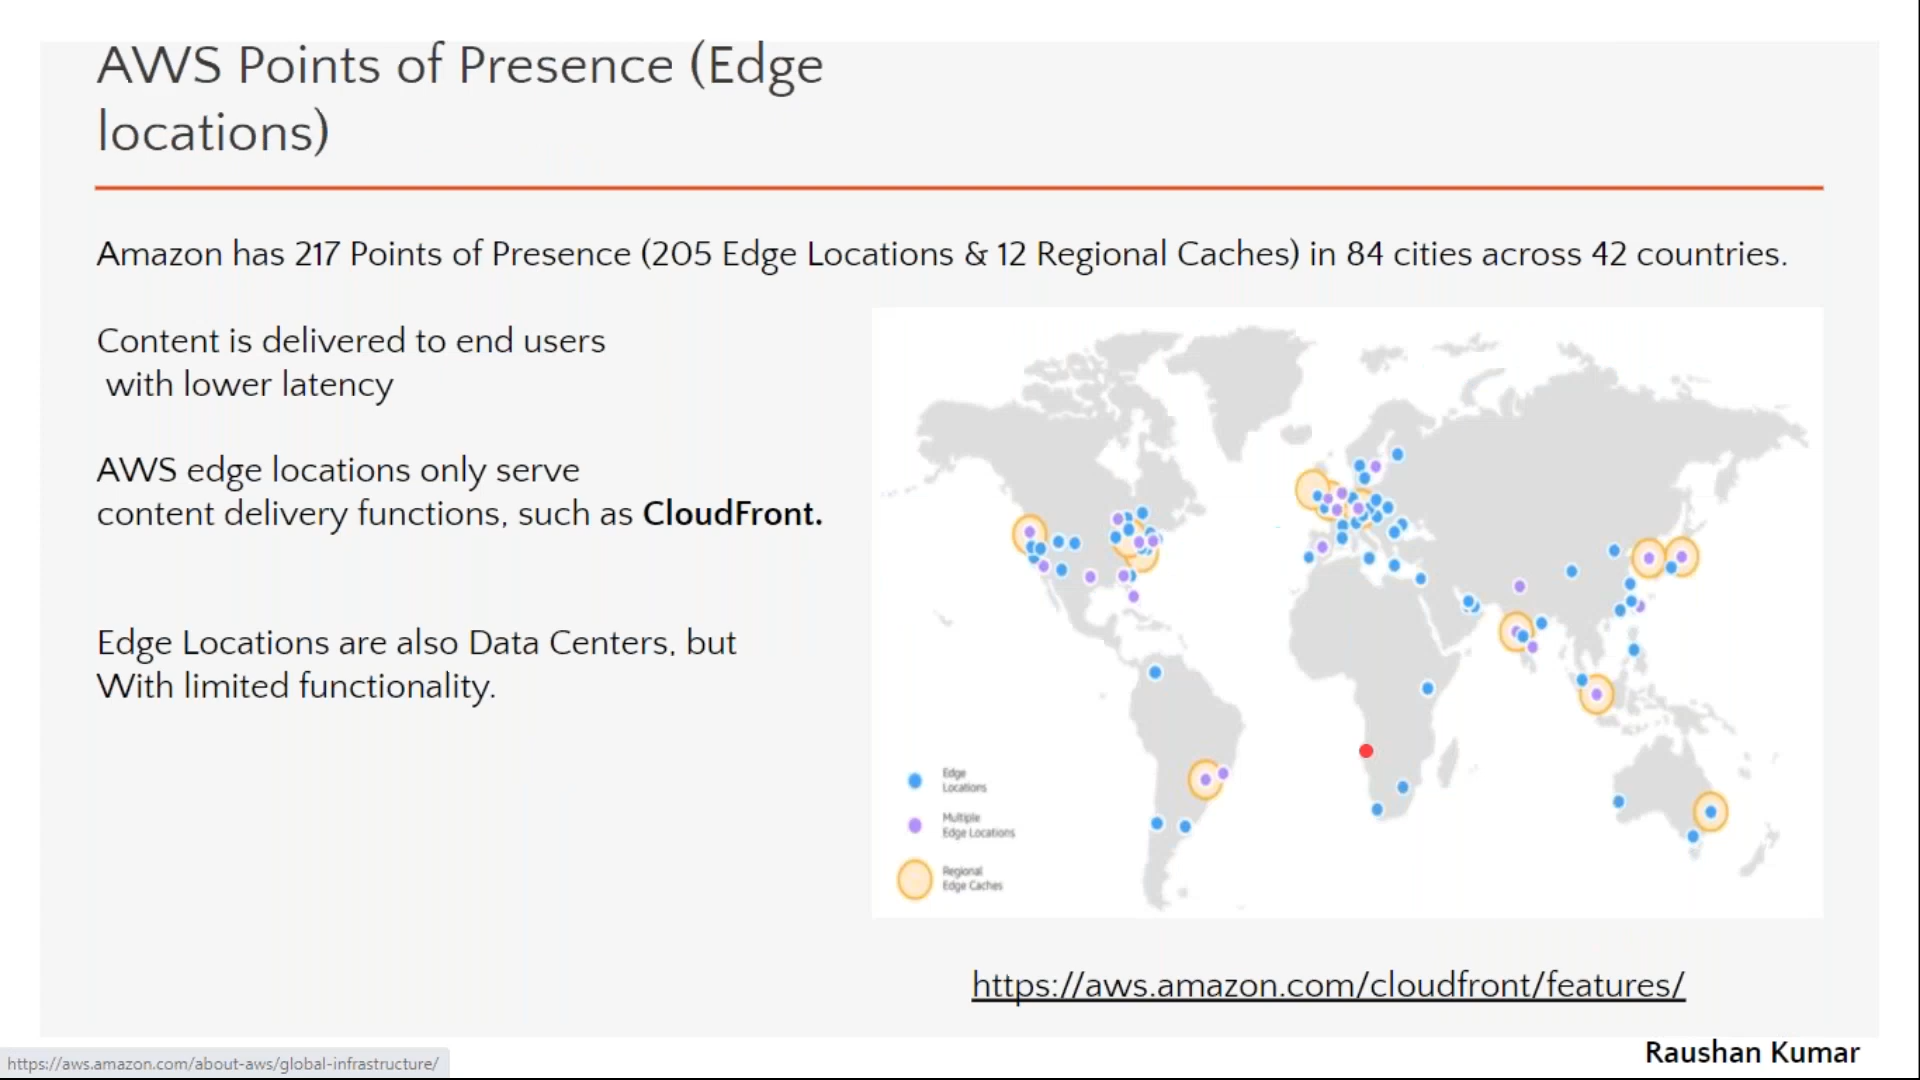 AWS Points of Presence (Edge
locations)
Amazon has 217 Points of Presence (205 Edge Locations & 12 Regional Caches) in 84 cities across 42 countries.
Content is delivered to end users
with lower latency
AWS edge locations only serve
content delivery functions, such as CloudFront.
Edge Locations are also Data Centers, but
With limited functionality.
Edge
Locations
Multiple
Edge Locations
Regional
Edge Caches
https://aws.amazon.com/cloudfront/features/
Raushan Kumar
https://aws.amazon.com/about-aws/global-infrastructure/